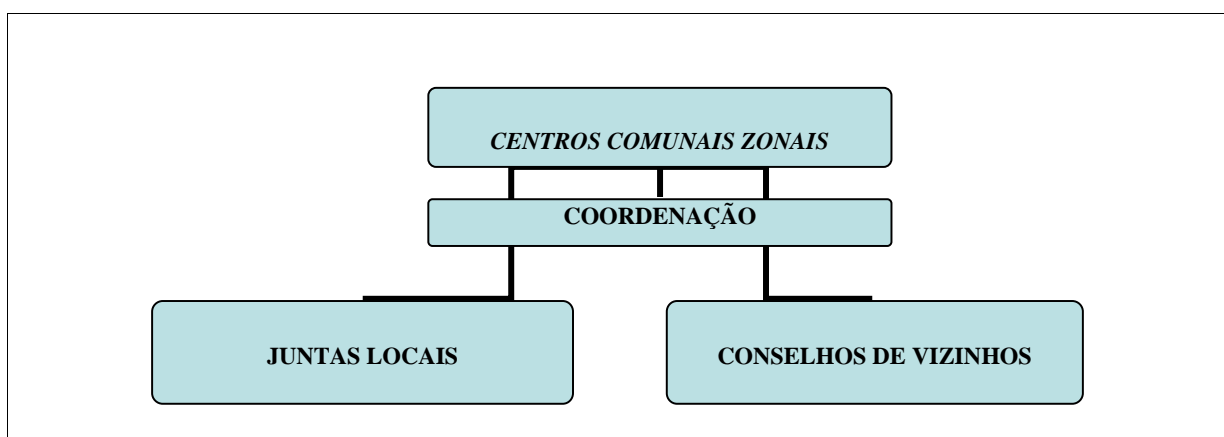 CENTROS COMUNAIS ZONAIS
COORDENAÇÃO
JUNTAS LOCAIS
CONSELHOS DE VIZINHOS